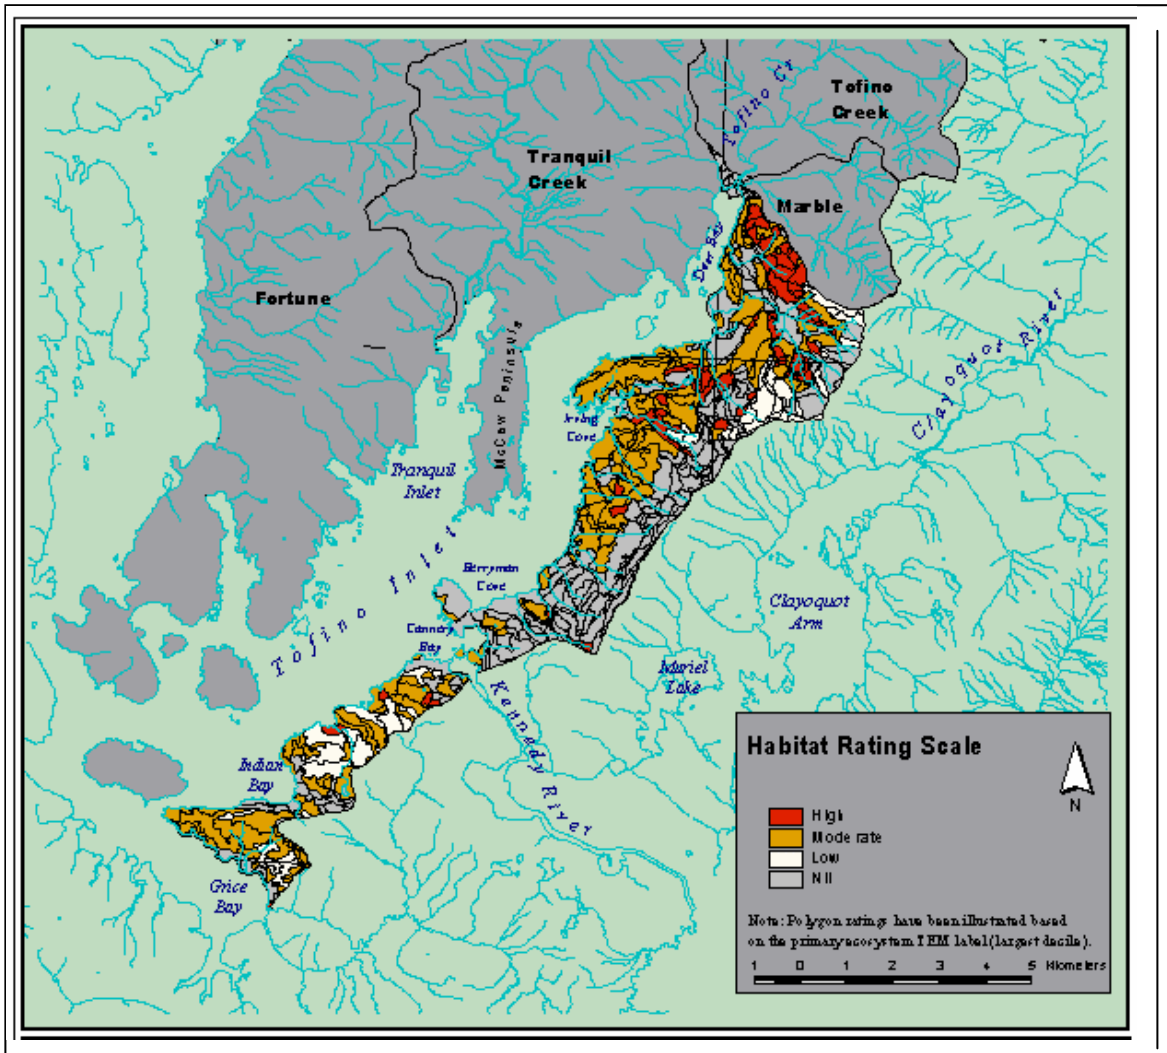 Tofino Cr
Tofino
Creek
Tranquil
Creek
Marble
Deer Bay
Fortune
McCaw Peninsula
Clayoquot River
Irving
Cove
Tranquil
Inlet
Tofino Inlet
Berryman
Cove
Clayoquot
Arm
Cannery
Bay
Muriel
Lake
Kennedy River
Indian
Bay
Grice
Bay
Habitat Rating Scale
N
High
Moderate
Low
Nil
Note: Polygon ratings have been illustrated based
on the primary ecosystem TEM label (largest decile).
1 0 1 2 3 4 5 Kilometers